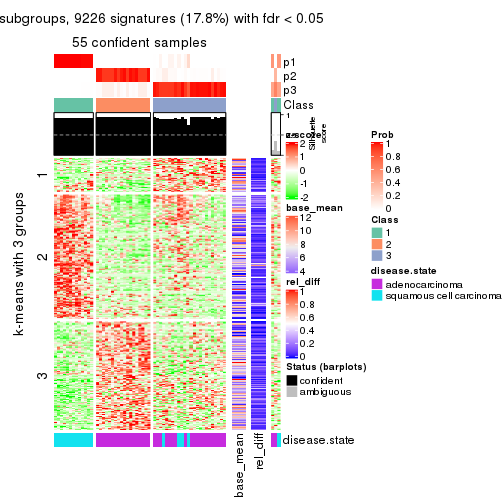 subgroups, 9226 signatures (17.8%) with fdr < 0.05
55 confident samples
p1
p2
p3
Class
1
Silhouette
score
z-score
2
1
0
-1
-2
base_mean
12
10
8
6
4
rel_diff
1
0.8
0.6
0.4
0.2
0
Status (barplots)
confident
ambiguous
Prob
1
0.8
0.6
0.4
0.2
0
Class
1
2
3
disease.state
adenocarcinoma
squamous cell carcinoma
k-means with 3 groups
1
2
3
disease.state
base_mean
rel_diff